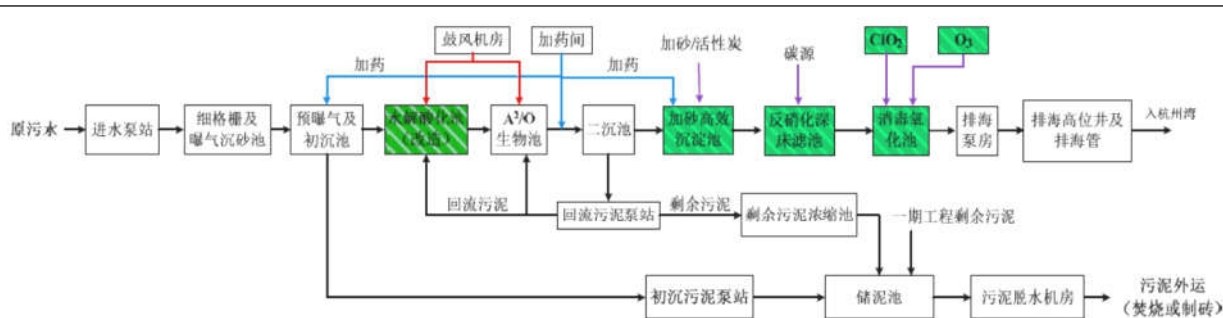 鼓风机房
加药间
加砂/活性炭
碳源
ClO₂
O₃
加药
加药
原污水
进水泵站
细格栅及
曝气沉砂池
预曝气及
初沉池
水解酸化池
(改造)
A²/O
生物池
二沉池
加砂高效
沉淀池
反硝化深
床滤池
消毒氧
化池
排海
泵房
排海高位井及
排海管
入杭州湾
回流污泥
回流污泥泵站
剩余污泥
剩余污泥浓缩池
一期工程剩余污泥
初沉污泥泵站
储泥池
污泥脱水机房
污泥外运
(焚烧或制砖)